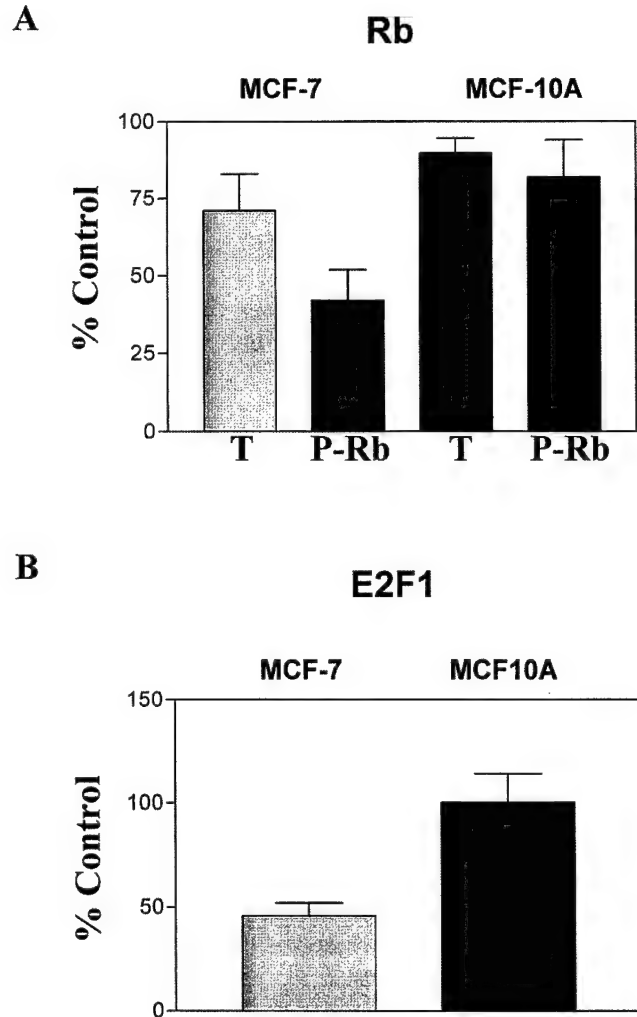 A
Rb
MCF-7 MCF-10A
100
75
50
25
0
% Control
T P-Rb T P-Rb
B
E2F1
MCF-7 MCF10A
150
100
50
0
% Control